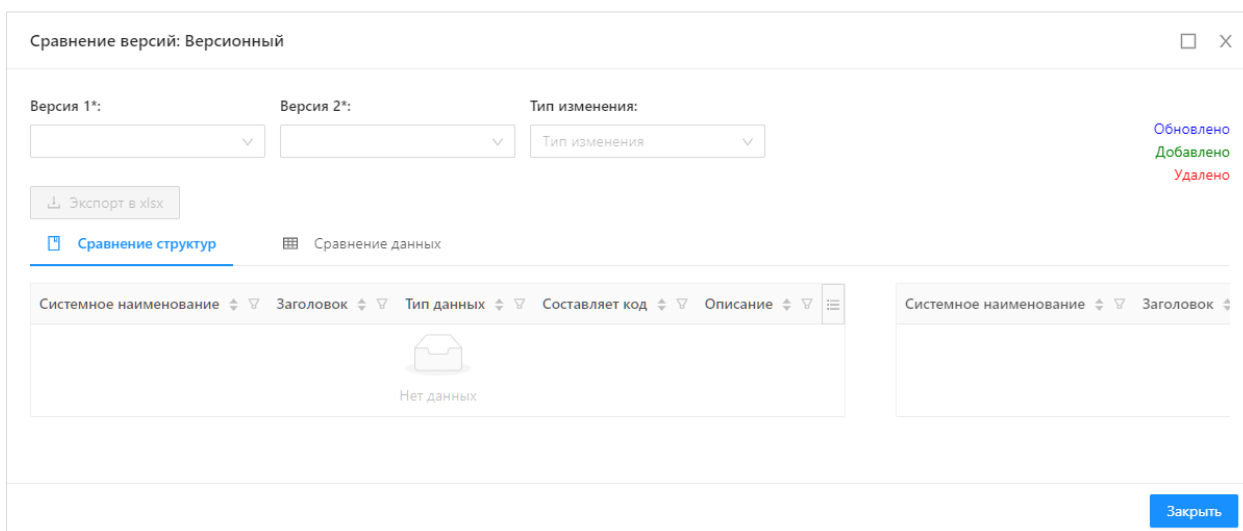 Сравнение версий: Версионный
Версия 1*: Версия 2*: Тип изменения:
Тип изменения
Обновлено
Добавлено
Удалено
Экспорт в xlsx
Сравнение структур Сравнение данных
Системное наименование Заголовок Тип данных Составляет код Описание Системное наименование Заголовок
Нет данных
Закрыть